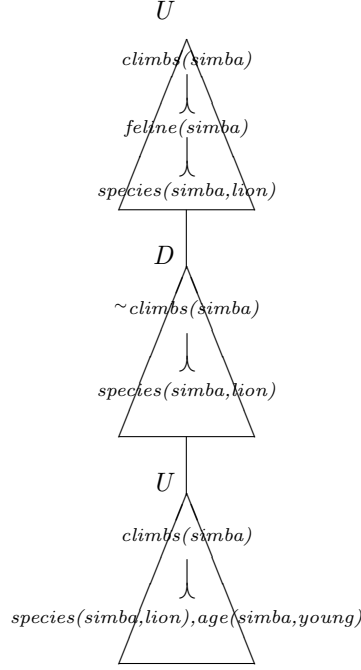 U
climbs(simba)
feline(simba)
species(simba,lion)
D
~climbs(simba)
species(simba,lion)
U
climbs(simba)
species(simba,lion),age(simba,young)